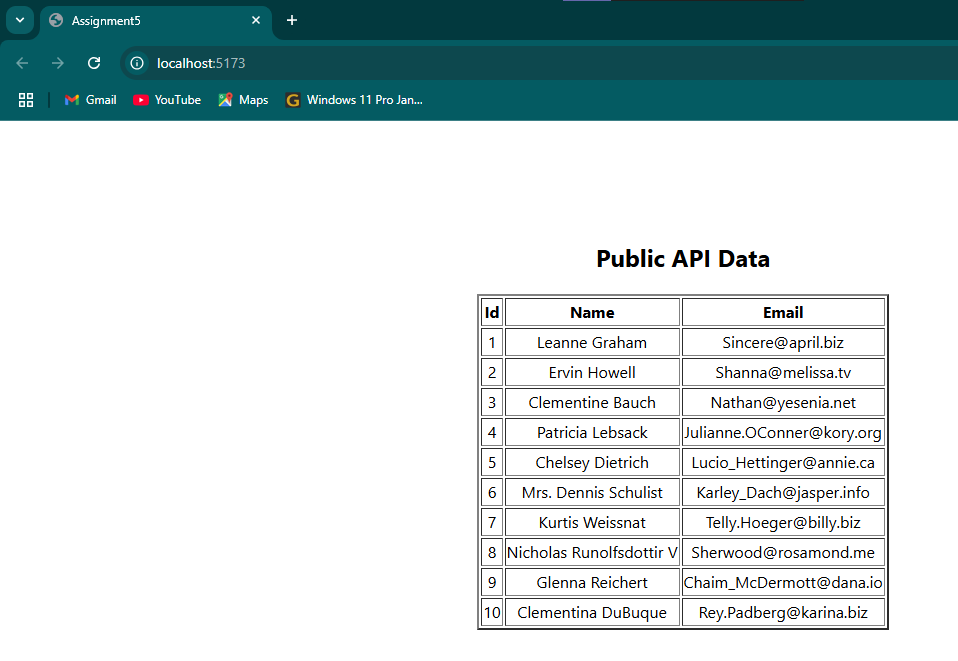 Assignment5
localhost:5173
Gmail YouTube Maps Windows 11 Pro Jan...
Public API Data
Id Name Email
1 Leanne Graham Sincere@april.biz
2 Ervin Howell Shanna@melissa.tv
3 Clementine Bauch Nathan@yesenia.net
4 Patricia Lebsack Julianne.OConner@kory.org
5 Chelsey Dietrich Lucio_Hettinger@annie.ca
6 Mrs. Dennis Schulist Karley_Dach@jasper.info
7 Kurtis Weissnat Telly.Hoeger@billy.biz
8 Nicholas Runolfsdottir V Sherwood@rosamond.me
9 Glenna Reichert Chaim_McDermott@dana.io
10 Clementina DuBuque Rey.Padberg@karina.biz